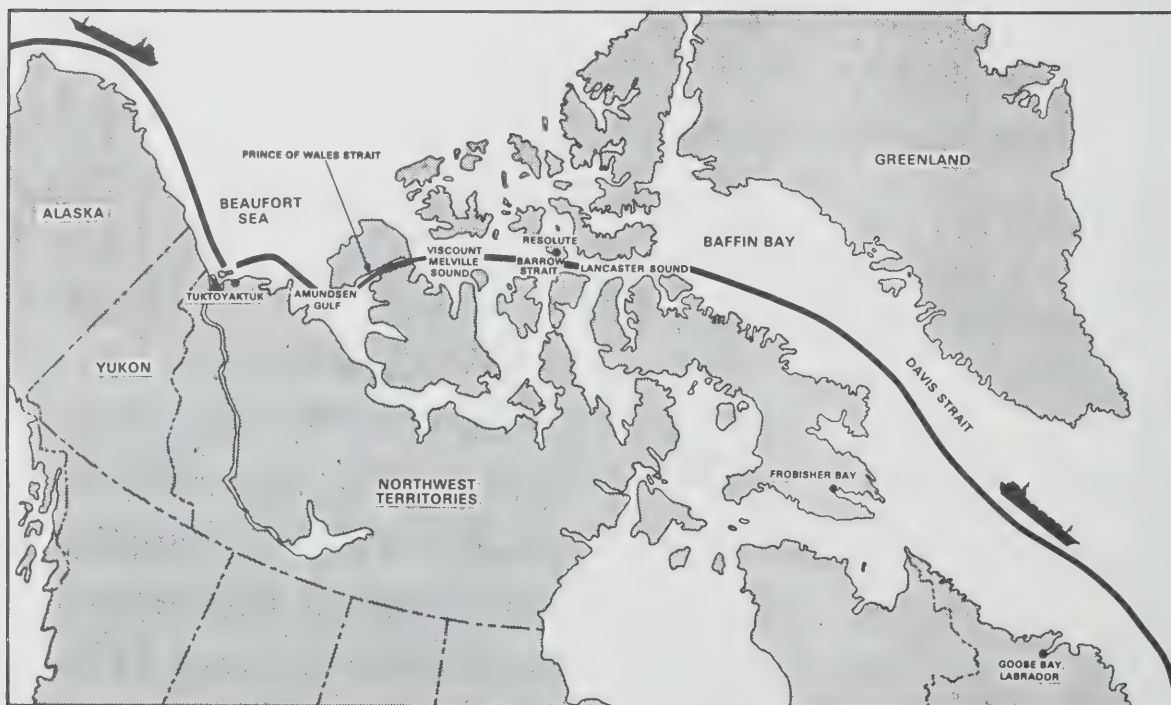 PRINCE OF WALES STRAIT
GREENLAND
ALASKA
BEAUFORT
SEA
RESOLUTE
BAFFIN BAY
VISCOUNT
MELVILLE
SOUND
BARROW
STRAIT
LANCASTER SOUND
TUKTOYAKTUK
AMUNDSEN
GULF
YUKON
DAVIS STRAIT
FROBISHER BAY
NORTHWEST
TERRITORIES
GOOSE BAY,
LABRADOR